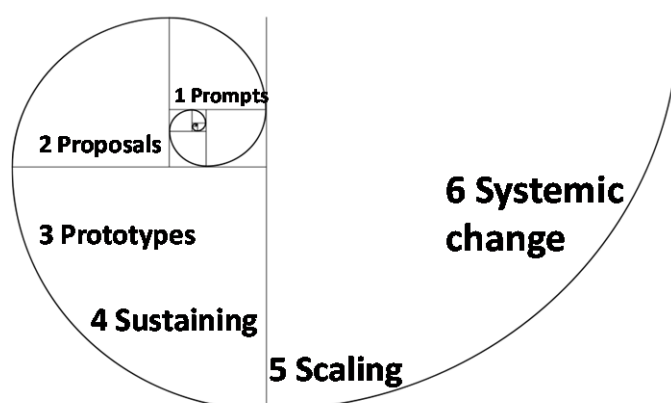 1 Prompts
2 Proposals
3 Prototypes
4 Sustaining
5 Scaling
6 Systemic
change